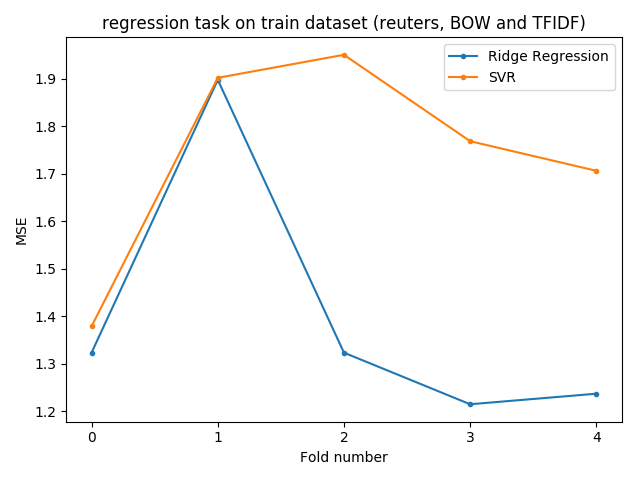 regression task on train dataset (reuters, BOW and TFIDF)
Ridge Regression
SVR
MSE
1.9
1.8
1.7
1.6
1.5
1.4
1.3
1.2
0 1 2 3 4
Fold number